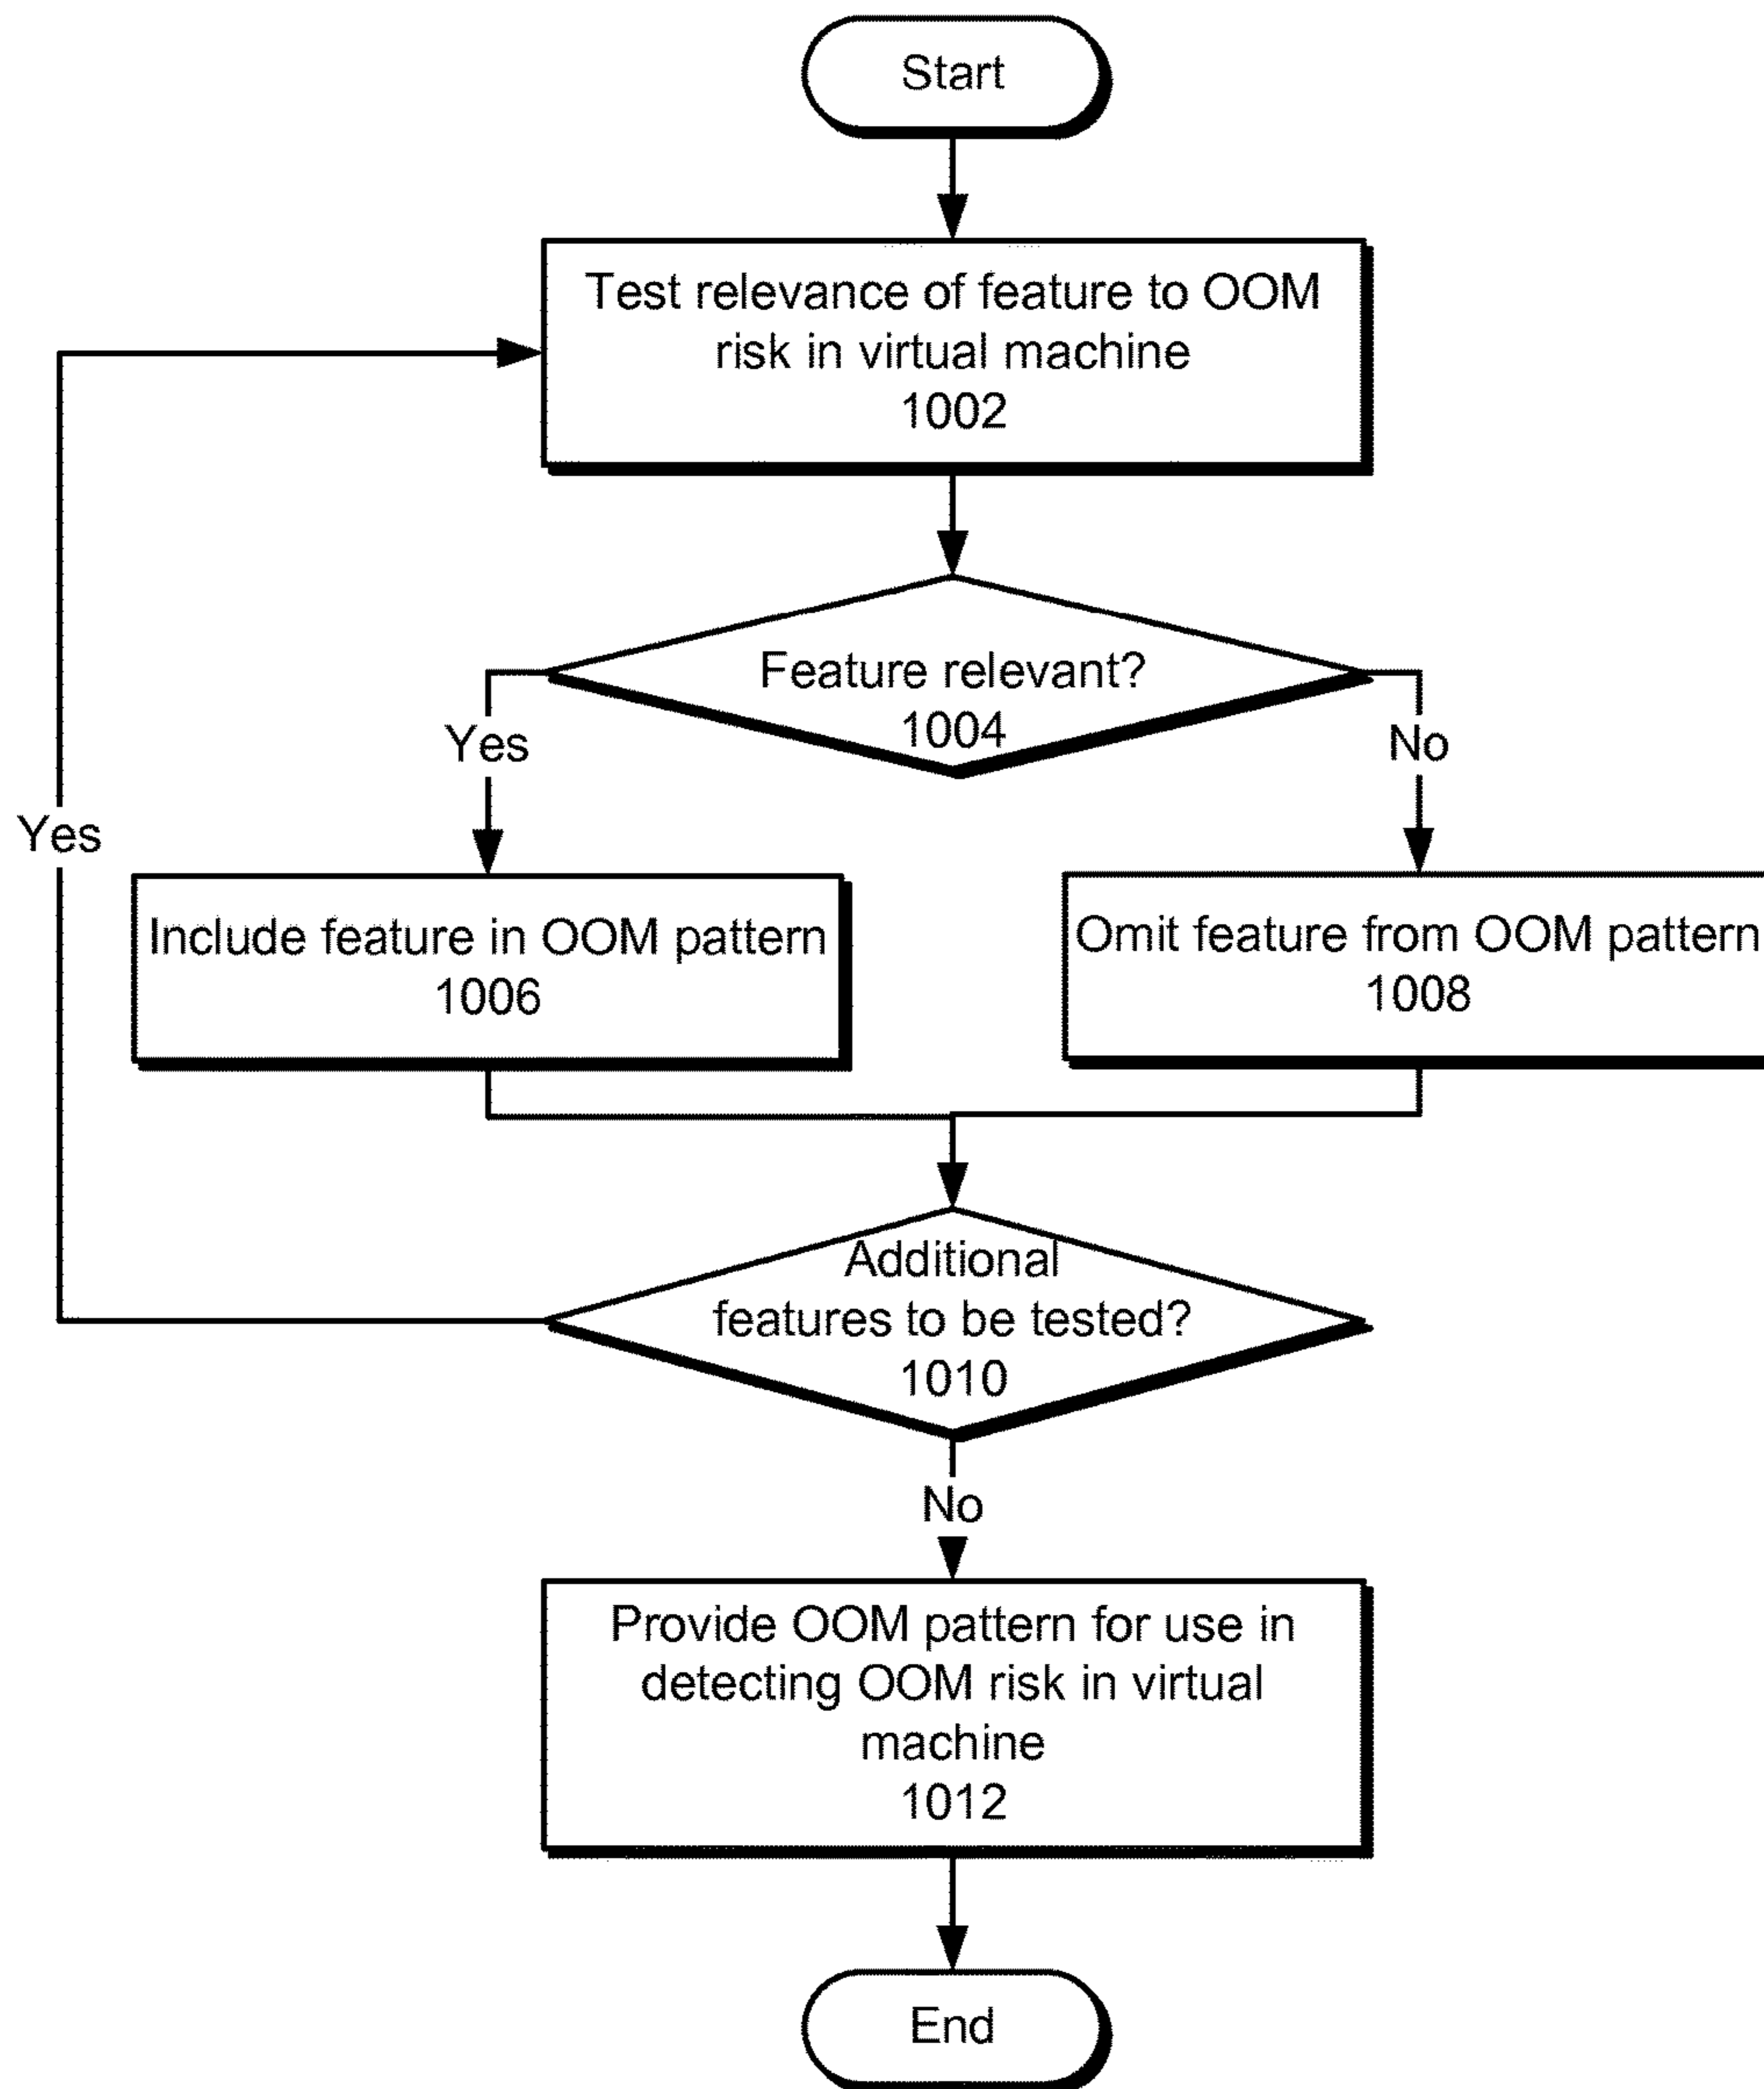 Start
Test relevance of feature to OOM
risk in virtual machine
1002
Feature relevant?
1004
Yes
No
Yes
Include feature in OOM pattern
1006
Omit feature from OOM pattern
1008
Additional
features to be tested?
1010
No
Provide OOM pattern for use in
detecting OOM risk in virtual
machine
1012
End